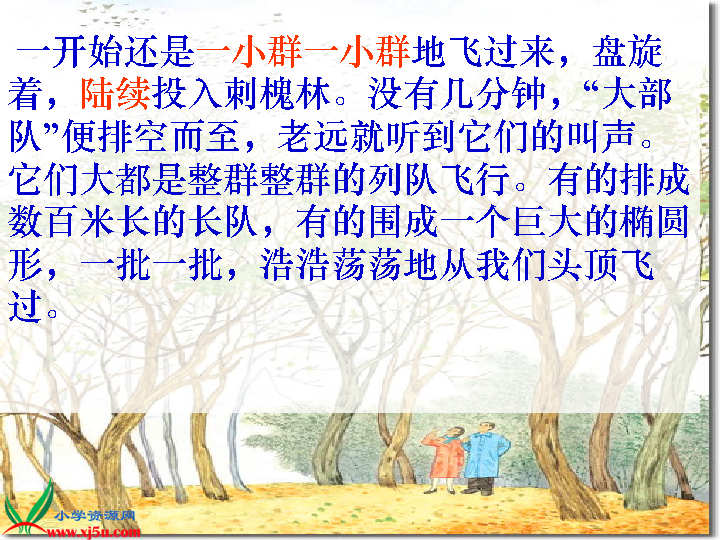 一开始还是一小群一小群地飞过来，盘旋
着，陆续投入刺槐林。没有几分钟，“大部
队”便排空而至，老远就听到它们的叫声。
它们大都是整群整群的列队飞行。有的排成
数百米长的长队，有的围成一个巨大的椭圆
形，一批一批，浩浩荡荡地从我们头顶飞
过。
小学资源网
www.xj5u.com